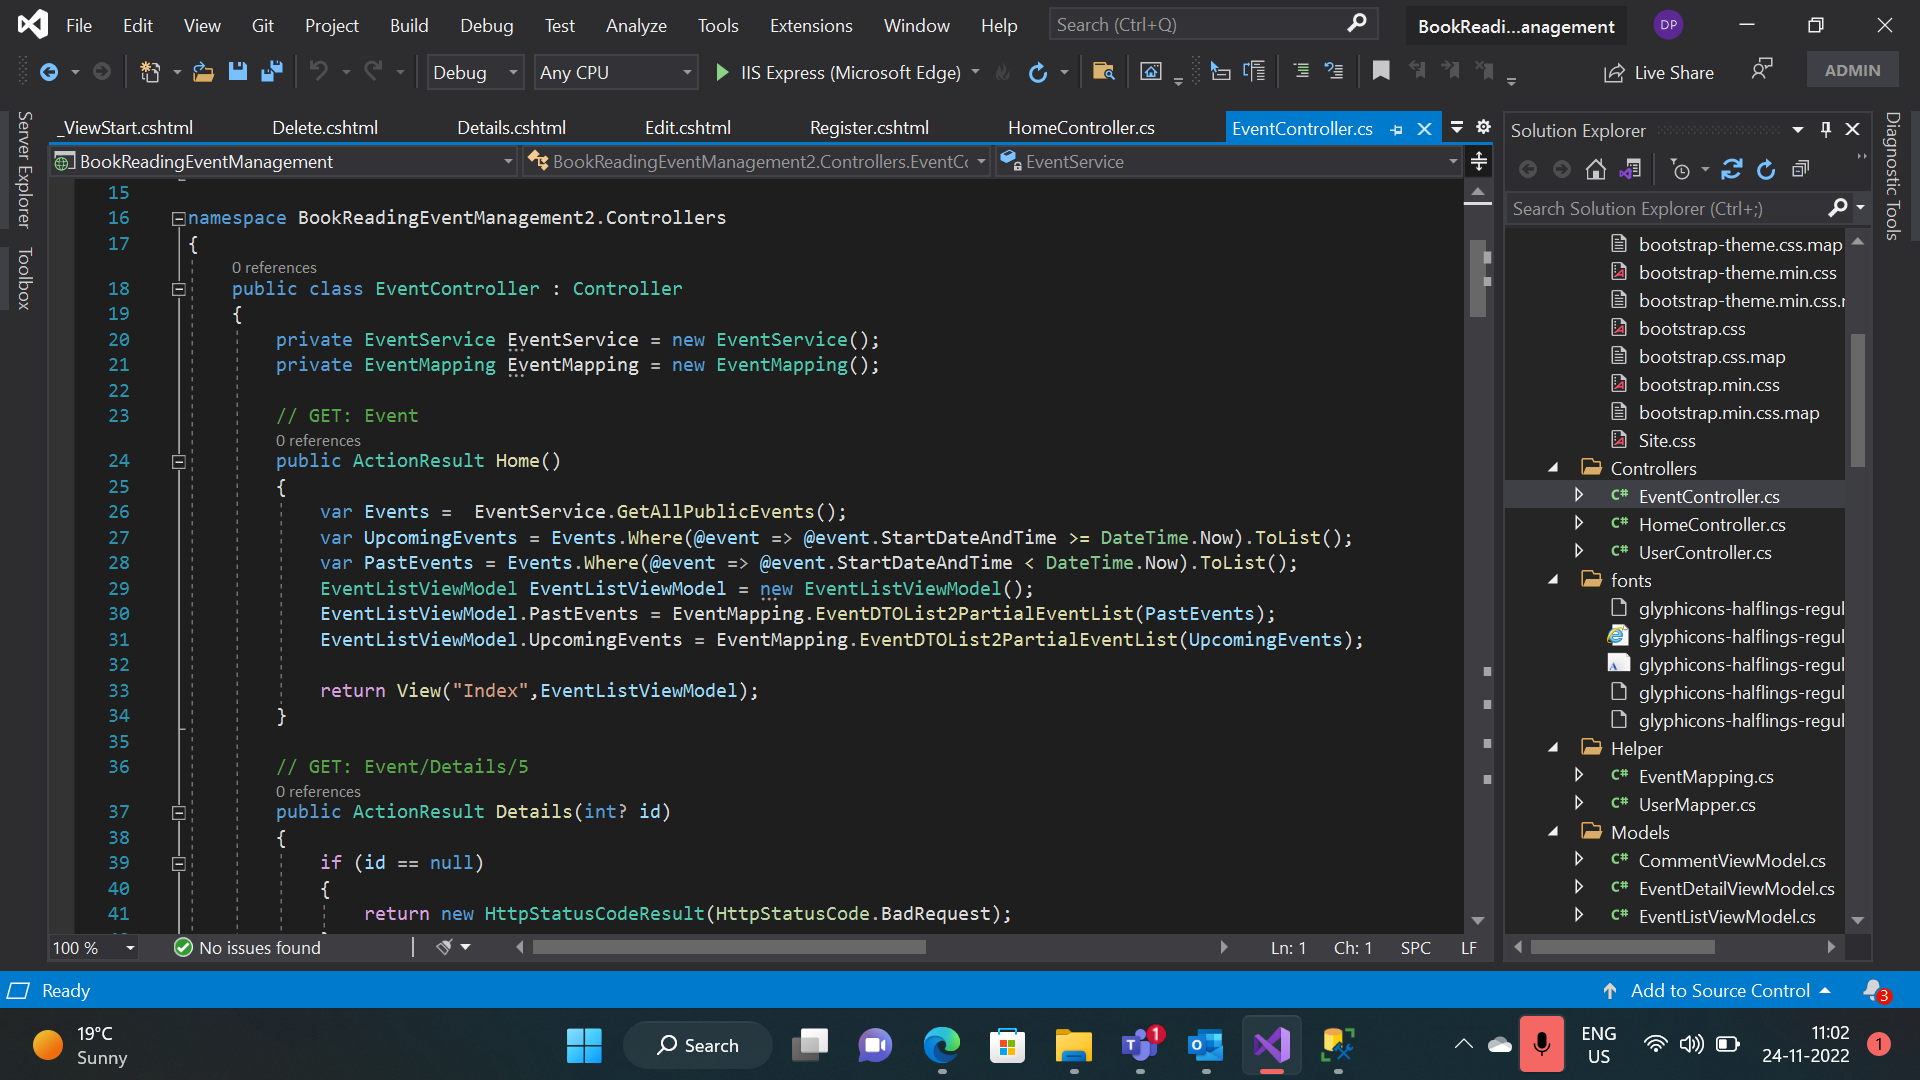 File Edit View Git Project Build Debug Test Analyze Tools Extensions Window Help Search (Ctrl+Q) BookReadi...anagement DP
Debug Any CPU IIS Express (Microsoft Edge) Live Share ADMIN
Server Explorer
Toolbox
_ViewStart.cshtml Delete.cshtml Details.cshtml Edit.cshtml Register.cshtml HomeController.cs EventController.cs
BookReadingEventManagement BookReadingEventManagement2.Controllers.EventCo EventService
15
16 namespace BookReadingEventManagement2.Controllers
17 {
0 references
18 public class EventController : Controller
19 {
20 private EventService EventService = new EventService();
21 private EventMapping EventMapping = new EventMapping();
22
23 // GET: Event
0 references
24 public ActionResult Home()
25 {
26 var Events =  EventService.GetAllPublicEvents();
27 var UpcomingEvents = Events.Where(@event => @event.StartDateAndTime >= DateTime.Now).ToList();
28 var PastEvents = Events.Where(@event => @event.StartDateAndTime < DateTime.Now).ToList();
29 EventListViewModel EventListViewModel = new EventListViewModel();
30 EventListViewModel.PastEvents = EventMapping.EventDTOList2PartialEventList(PastEvents);
31 EventListViewModel.UpcomingEvents = EventMapping.EventDTOList2PartialEventList(UpcomingEvents);
32
33 return View("Index",EventListViewModel);
34 }
35
36 // GET: Event/Details/5
0 references
37 public ActionResult Details(int? id)
38 {
39 if (id == null)
40 {
41 return new HttpStatusCodeResult(HttpStatusCode.BadRequest);
100 % No issues found Ln: 1 Ch: 1 SPC LF
Solution Explorer
Search Solution Explorer (Ctrl+;)
bootstrap-theme.css.map
bootstrap-theme.min.css
bootstrap-theme.min.css.r
bootstrap.css
bootstrap.css.map
bootstrap.min.css
bootstrap.min.css.map
Site.css
Controllers
C# EventController.cs
C# HomeController.cs
C# UserController.cs
fonts
glyphicons-halflings-regul
glyphicons-halflings-regul
glyphicons-halflings-regul
glyphicons-halflings-regul
glyphicons-halflings-regul
Helper
C# EventMapping.cs
C# UserMapper.cs
Models
C# CommentViewModel.cs
C# EventDetailViewModel.cs
C# EventListViewModel.cs
Diagnostic Tools
Ready Add to Source Control 3
19°C
Sunny
Search
1
ENG
US
11:02
24-11-2022
1